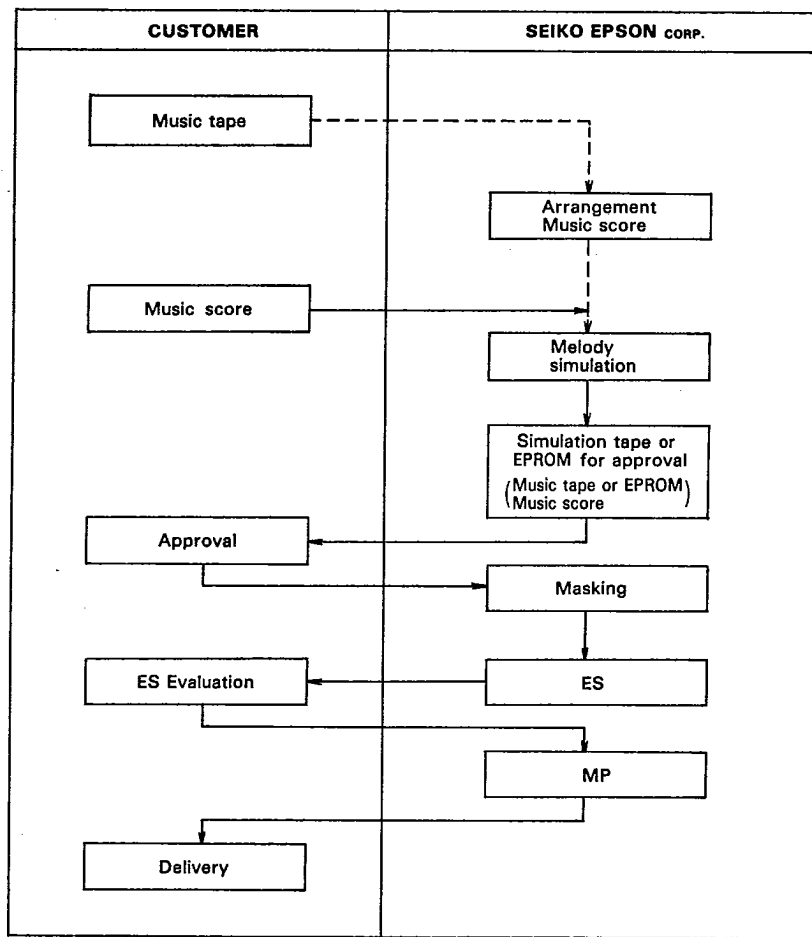 CUSTOMER
SEIKO EPSON CORP.
Music tape
Arrangement
Music score
Music score
Melody
simulation
Simulation tape or
EPROM for approval
(Music tape or EPROM
Music score)
Approval
Masking
ES Evaluation
ES
MP
Delivery